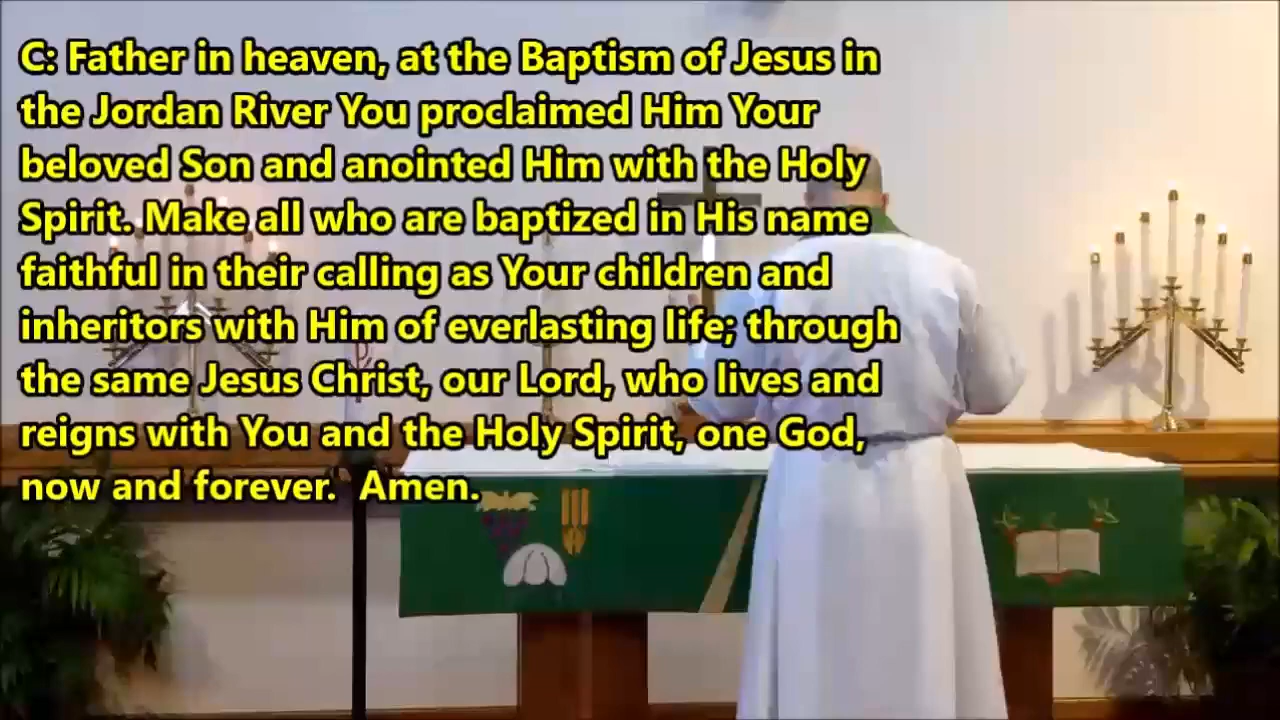 C: Father in heaven, at the Baptism of Jesus in
the Jordan River You proclaimed Him Your
beloved Son and anointed Him with the Holy
Spirit. Make all who are baptized in His name
faithful in their calling as Your children and
inheritors with Him of everlasting life; through
the same Jesus Christ, our Lord, who lives and
reigns with You and the Holy Spirit, one God,
now and forever.  Amen.